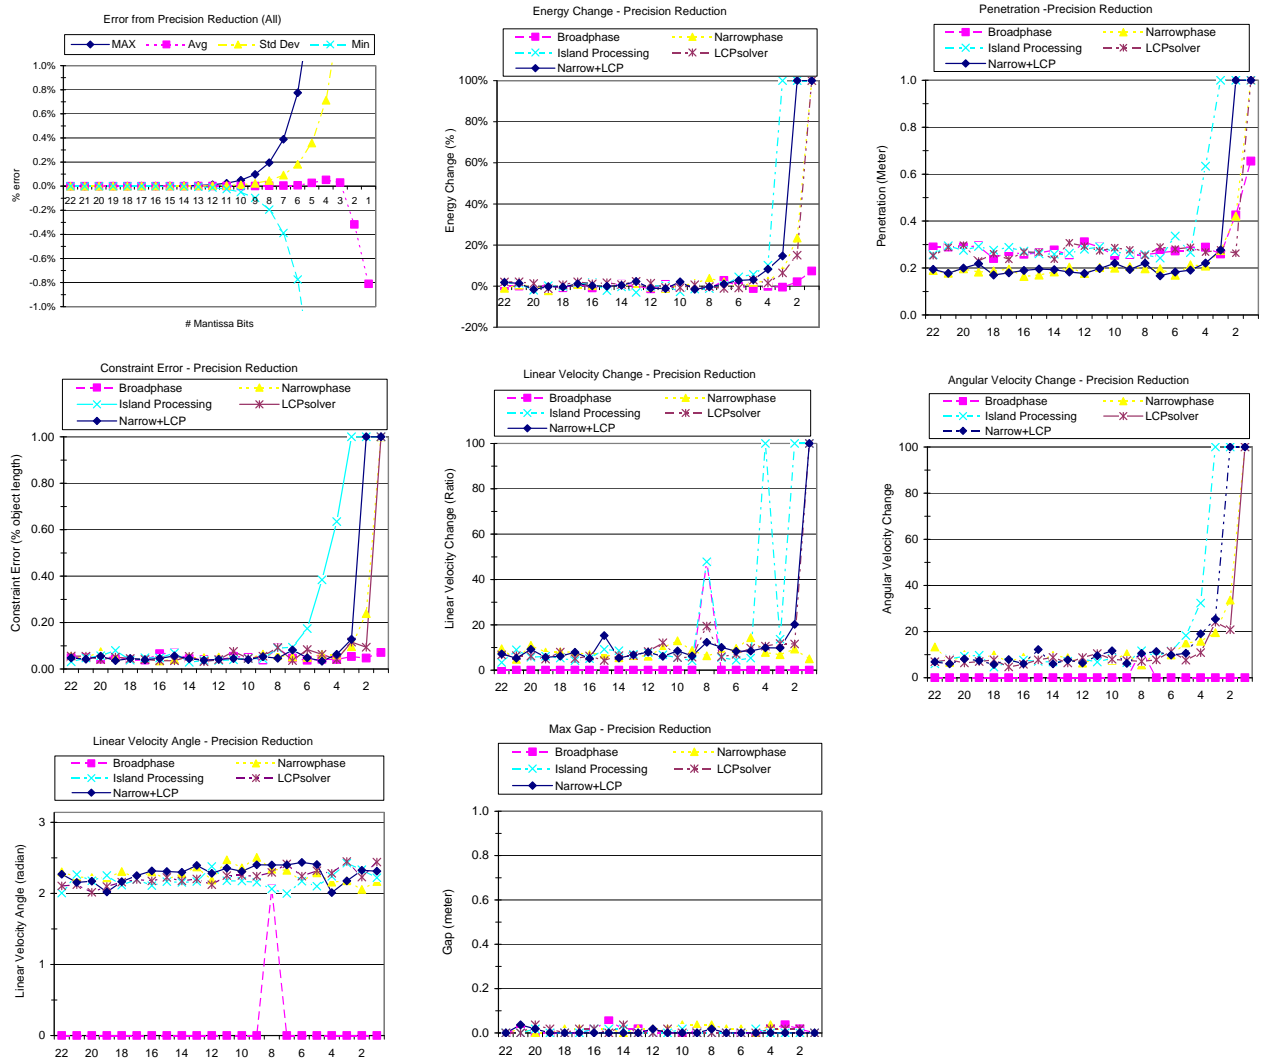 Error from Precision Reduction (All)
MAX Avg Std Dev Min
1.0%
0.8%
0.6%
0.4%
0.2%
0.0%
-0.2%
-0.4%
-0.6%
-0.8%
-1.0%
% error
22 21 20 19 18 17 16 15 14 13 12 11 10 9 8 7 6 5 4 3 2 1
# Mantissa Bits
Energy Change - Precision Reduction
Broadphase Narrowphase
Island Processing LCPsolver
Narrow+LCP
100%
80%
60%
40%
20%
0%
-20%
Energy Change (%)
22 20 18 16 14 12 10 8 6 4 2
Penetration -Precision Reduction
Broadphase Narrowphase
Island Processing LCPsolver
Narrow+LCP
1.0
0.8
0.6
0.4
0.2
0.0
Penetration (Meter)
22 20 18 16 14 12 10 8 6 4 2
Constraint Error - Precision Reduction
Broadphase Narrowphase
Island Processing LCPsolver
Narrow+LCP
1.00
0.80
0.60
0.40
0.20
0.00
Constraint Error (% object length)
22 20 18 16 14 12 10 8 6 4 2
Linear Velocity Change - Precision Reduction
Broadphase Narrowphase
Island Processing LCPsolver
Narrow+LCP
100
80
60
40
20
0
Linear Velocity Change (Ratio)
22 20 18 16 14 12 10 8 6 4 2
Angular Velocity Change - Precision Reduction
Broadphase Narrowphase
Island Processing LCPsolver
Narrow+LCP
100
80
60
40
20
0
Angular Velocity Change
22 20 18 16 14 12 10 8 6 4 2
Linear Velocity Angle - Precision Reduction
Broadphase Narrowphase
Island Processing LCPsolver
Narrow+LCP
3
2
1
0
Linear Velocity Angle (radian)
22 20 18 16 14 12 10 8 6 4 2
Max Gap - Precision Reduction
Broadphase Narrowphase
Island Processing LCPsolver
Narrow+LCP
1.0
0.8
0.6
0.4
0.2
0.0
Gap (meter)
22 20 18 16 14 12 10 8 6 4 2